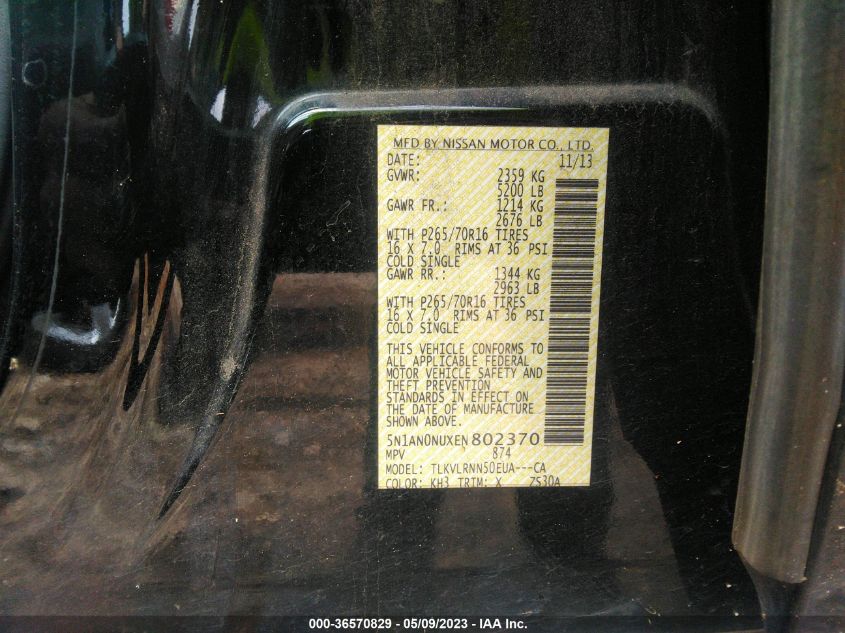 MFD BY NISSAN MOTOR CO., LTD.
DATE: 11/13
GVWR: 2359 KG
5200 LB
GAWR FR.: 1214 KG
2676 LB
WITH P265/70R16 TIRES
16 X 7.0 RIMS AT 36 PSI
COLD SINGLE
GAWR RR.: 1344 KG
2963 LB
WITH P265/70R16 TIRES
16 X 7.0 RIMS AT 36 PSI
COLD SINGLE
THIS VEHICLE CONFORMS TO
ALL APPLICABLE FEDERAL
MOTOR VEHICLE SAFETY AND
THEFT PREVENTION
STANDARDS IN EFFECT ON
THE DATE OF MANUFACTURE
SHOWN ABOVE.
5N1AN0NUXEN802370
MPV 874
MODEL: TLKVLRNN50EUA---CA
COLOR: KH3 TRIM: X ZS30A
000-36570829 - 05/09/2023 - IAA Inc.